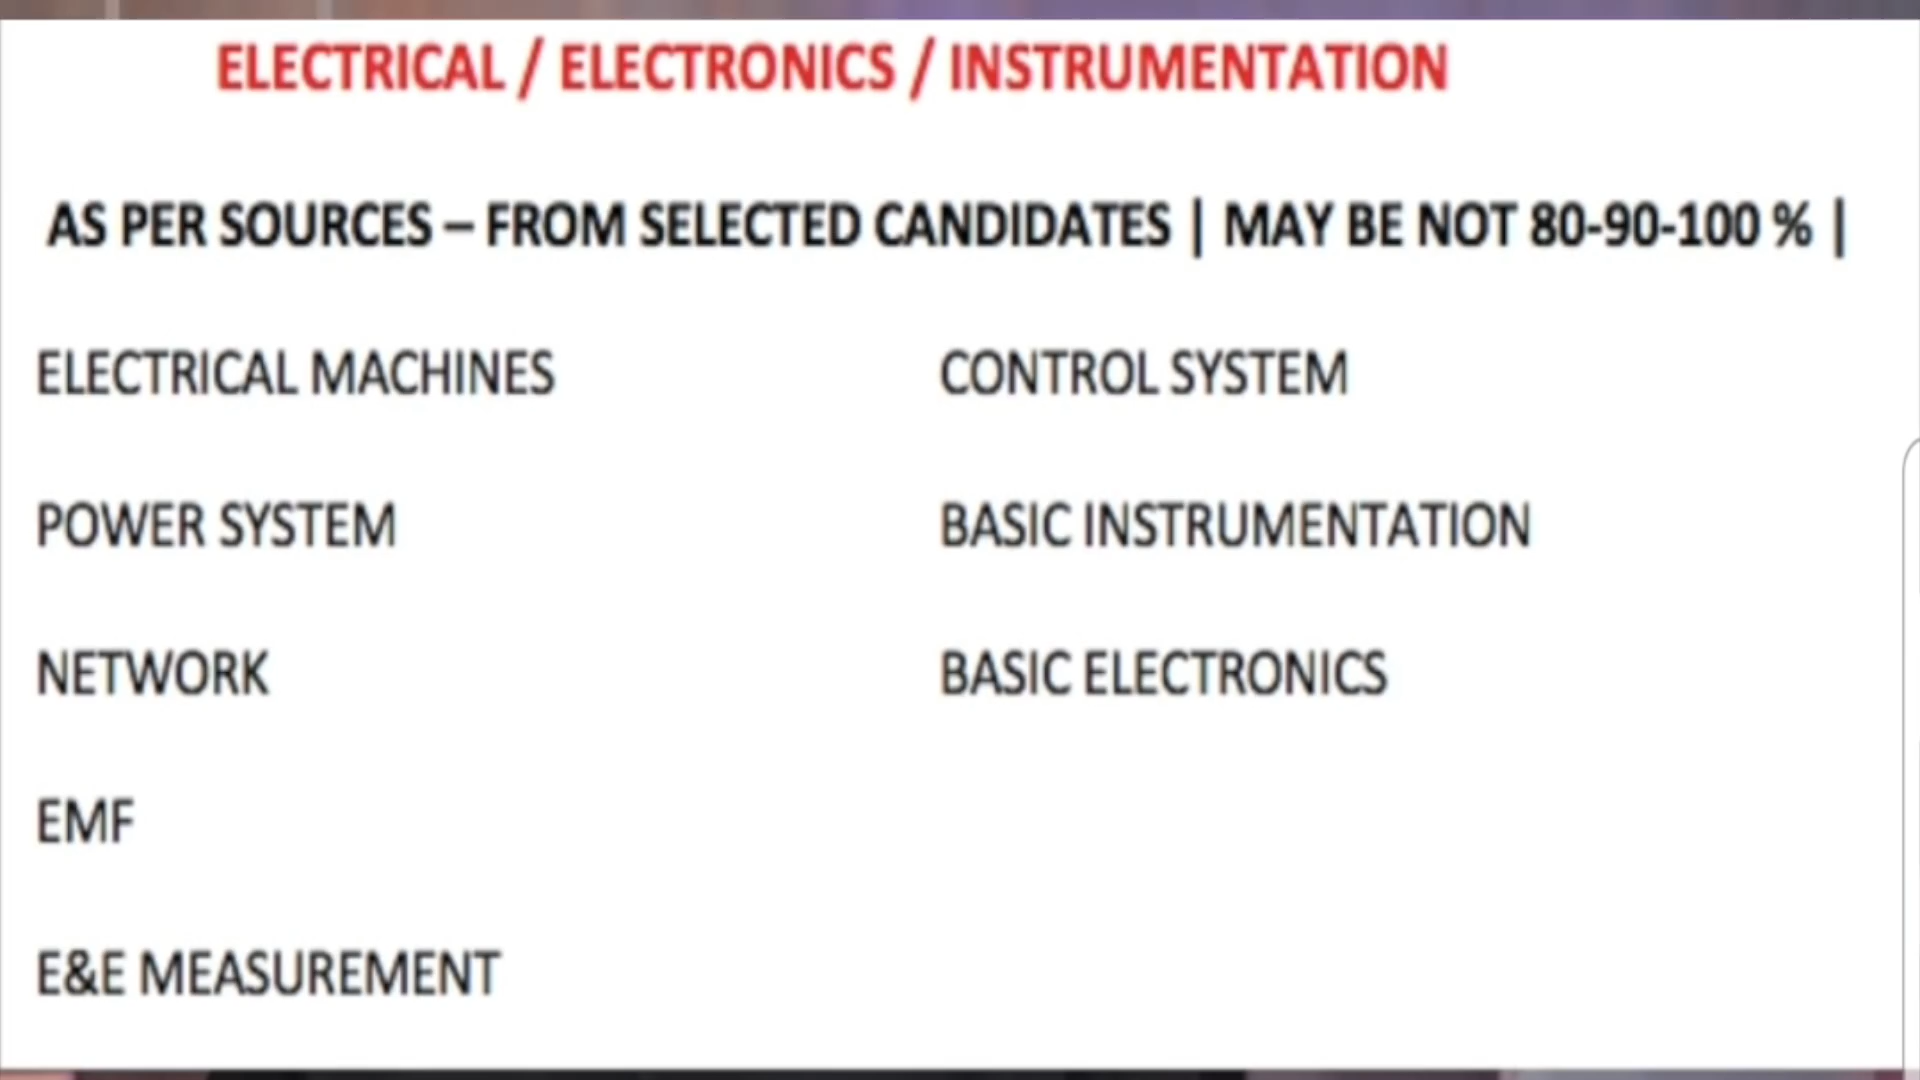 ELECTRICAL / ELECTRONICS / INSTRUMENTATION
AS PER SOURCES – FROM SELECTED CANDIDATES | MAY BE NOT 80-90-100 % |
ELECTRICAL MACHINES
POWER SYSTEM
NETWORK
EMF
E&E MEASUREMENT
CONTROL SYSTEM
BASIC INSTRUMENTATION
BASIC ELECTRONICS